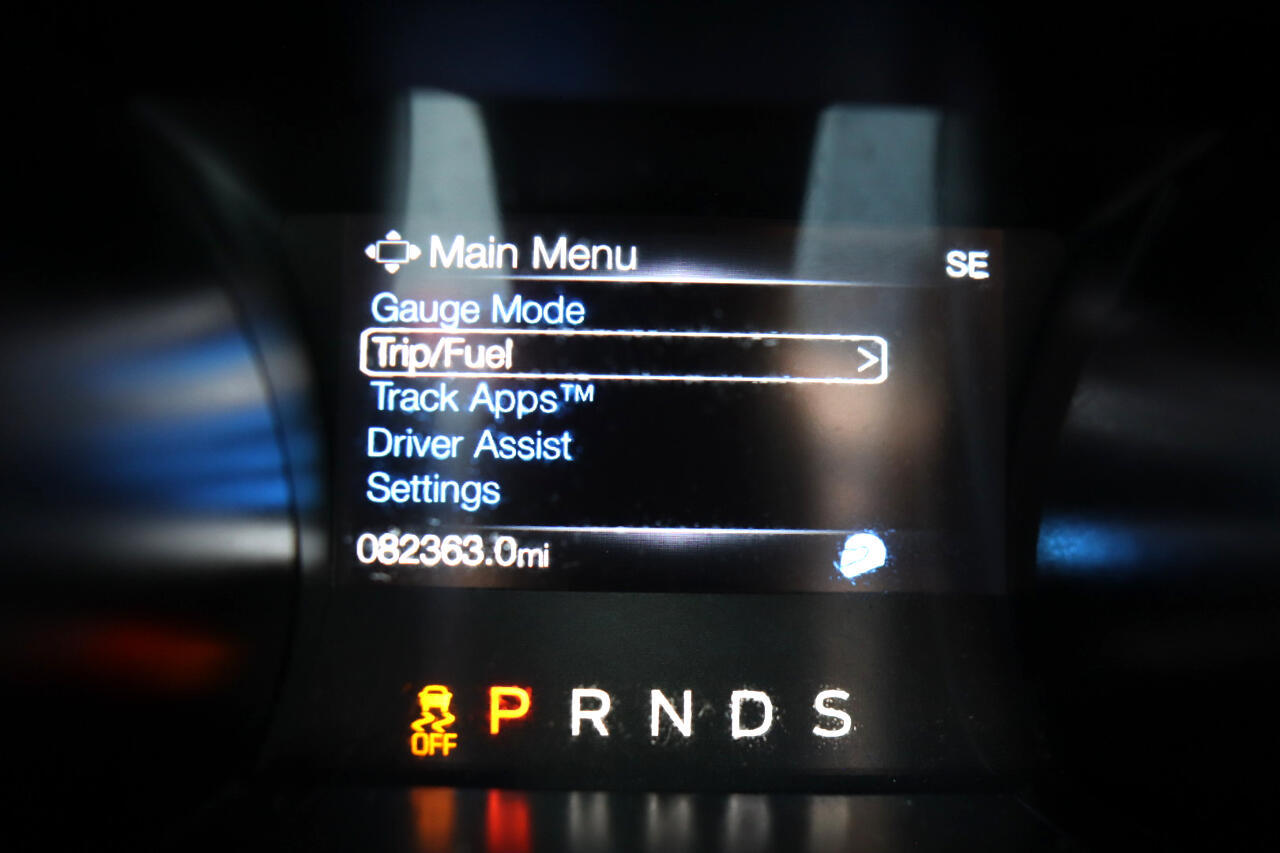 Main Menu
SE
Gauge Mode
Trip/Fuel >
Track Apps™
Driver Assist
Settings
082363.0mi
OFF P R N D S